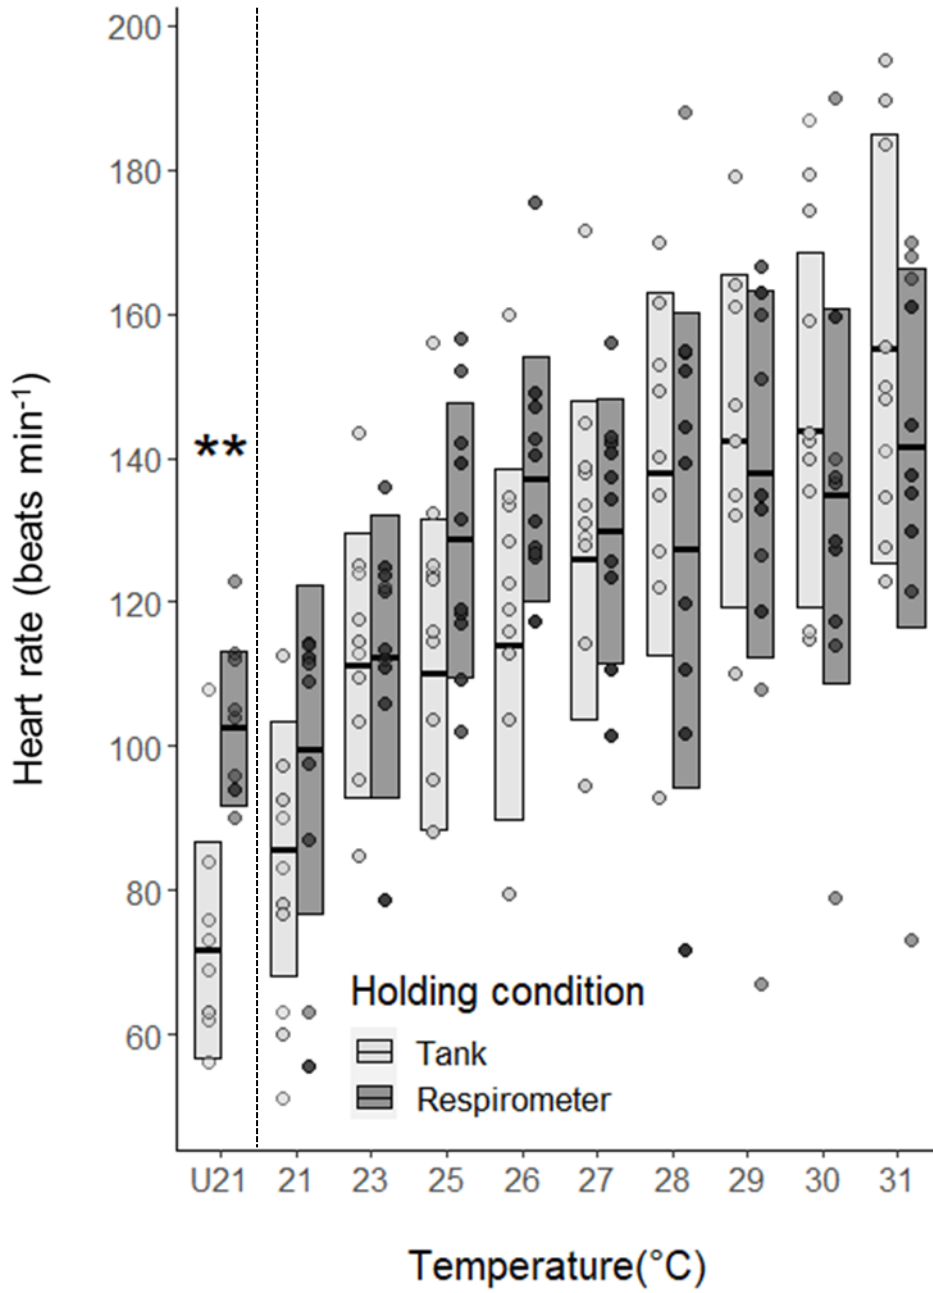 200
180
160
140
120
100
80
60
Heart rate (beats min⁻¹)
**
Holding condition
Tank
Respirometer
U21 21 23 25 26 27 28 29 30 31
Temperature(°C)